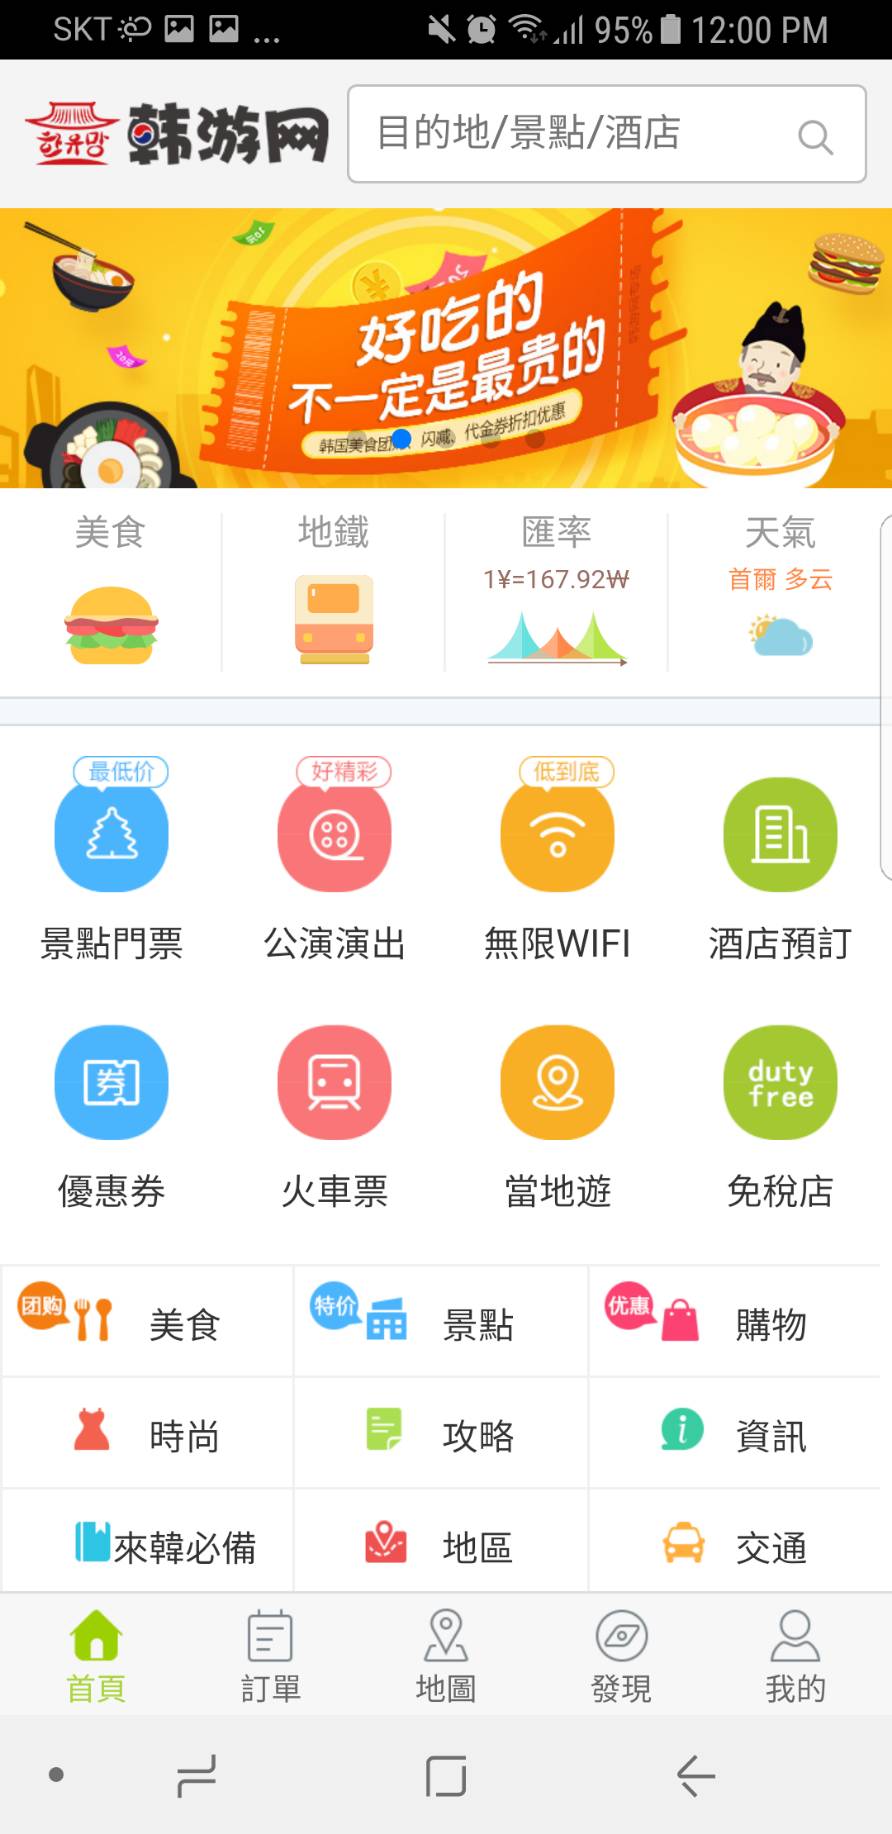 SKT ... 95% 12:00 PM
한유망 韩游网 目的地/景點/酒店
好吃的
不一定是最贵的
韩国美食团 闪减、代金券折扣优惠
美食 地鐵 匯率 天氣
1¥=167.92₩ 首爾 多云
最低价 好精彩 低到底
景點門票 公演演出 無限WIFI 酒店預訂
券 duty free
優惠券 火車票 當地遊 免稅店
团购 美食 特价 景點 优惠 購物
時尚 攻略 i 資訊
來韓必備 地區 交通
首頁 訂單 地圖 發現 我的